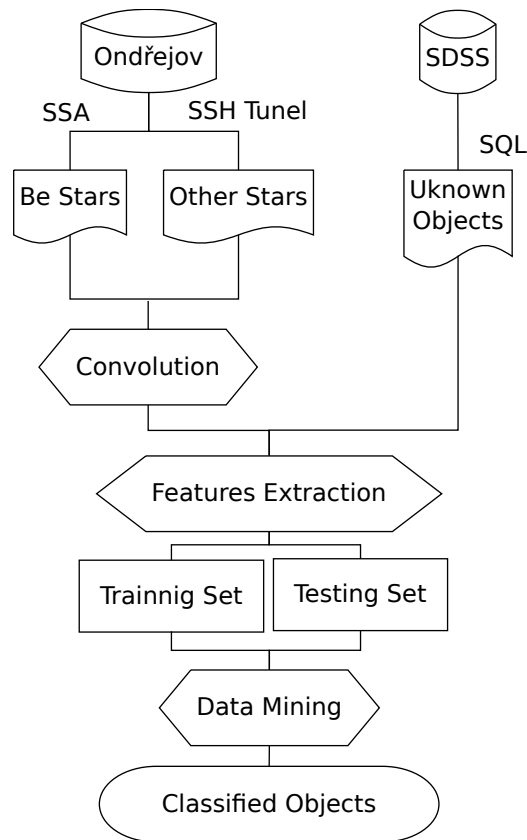 Ondřejov
SDSS
SSA
SSH Tunel
SQL
Be Stars
Other Stars
Uknown
Objects
Convolution
Features Extraction
Trainnig Set
Testing Set
Data Mining
Classified Objects